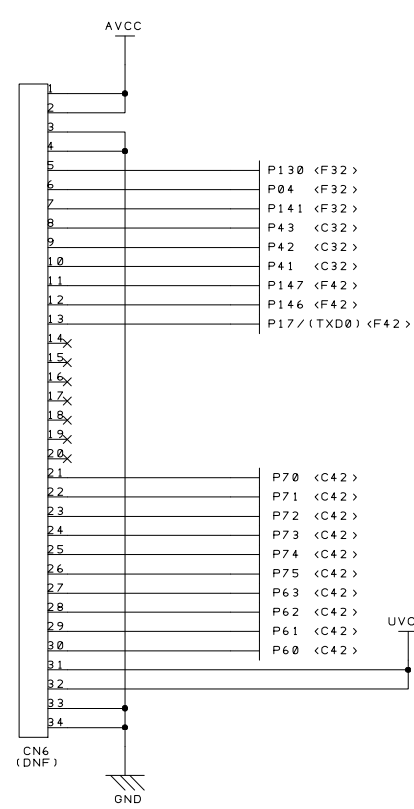 AVCC
1
2
3
4
5 P130 <F32>
6 P04 <F32>
7 P141 <F32>
8 P43 <C32>
9 P42 <C32>
10 P41 <C32>
11 P147 <F42>
12 P146 <F42>
13 P17/(TXD0) <F42>
14
15
16
17
18
19
20
21 P70 <C42>
22 P71 <C42>
23 P72 <C42>
24 P73 <C42>
25 P74 <C42>
26 P75 <C42>
27 P63 <C42>
28 P62 <C42>
29 P61 <C42>
UVC
30 P60 <C42>
31
32
33
34
CN6
(DNF)
GND